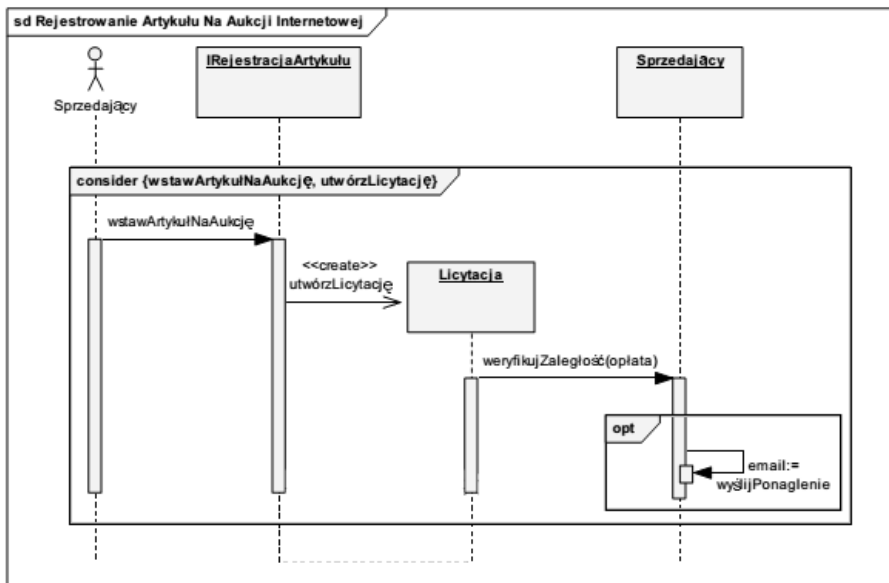 sd Rejestrowanie Artykułu Na Aukcji Internetowej
Sprzedający
IRejestracjaArtykułu
Sprzedający
consider {wstawArtykułNaAukcję, utwórzLicytację}
wstawArtykułNaAukcję
<<create>>
utwórzLicytację
Licytacja
weryfikujZaległość(opłata)
opt
email:=
wyślijPonaglenie